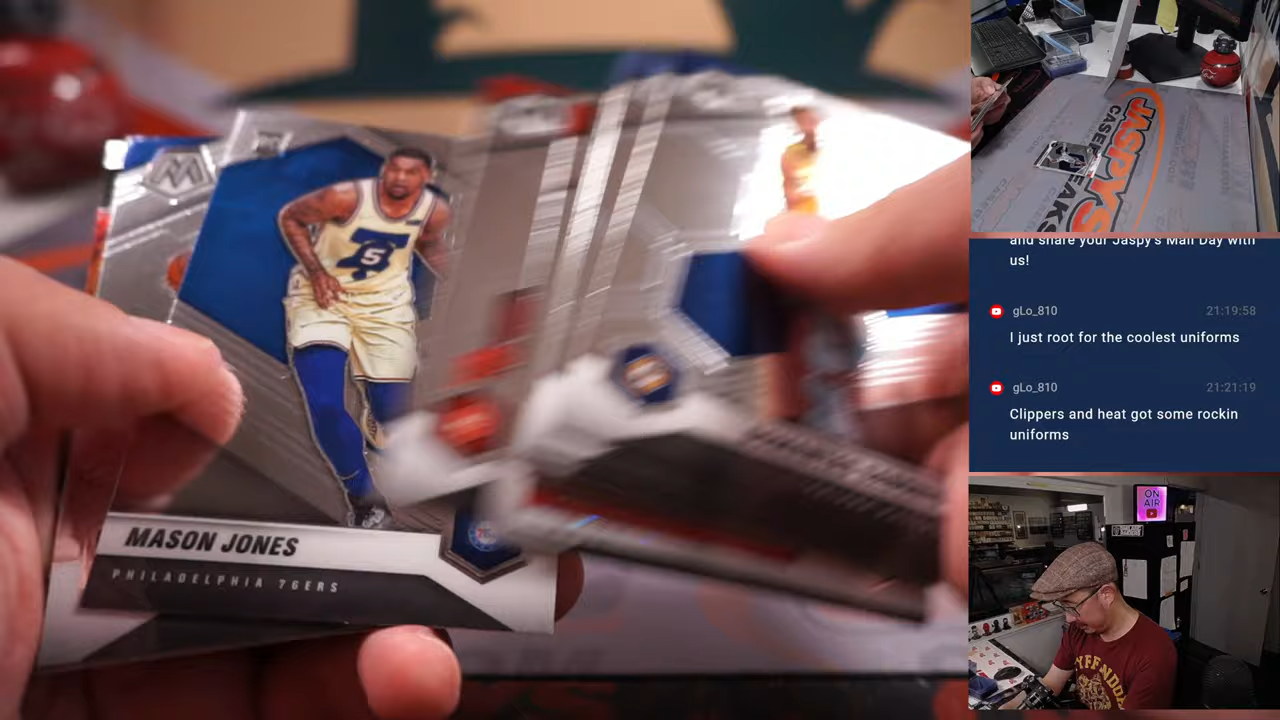 5
MASON JONES
PHILADELPHIA 76ERS
JASPYS
CASE
EAKS
and share your Jaspy's Mail Day with
us!
gLo_810
21:19:58
I just root for the coolest uniforms
gLo_810
21:21:19
Clippers and heat got some rockin
uniforms
ON
AIR